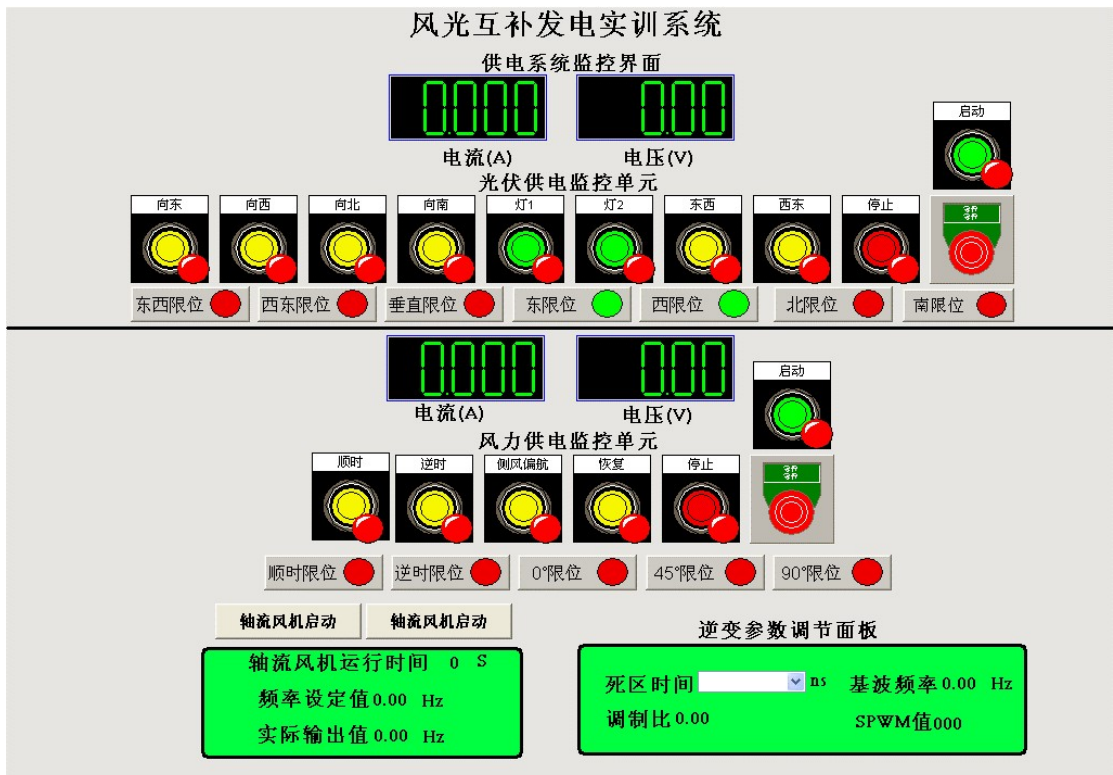 风光互补发电实训系统
供电系统监控界面
0.000 0.00
电流(A) 电压(V)
启动
光伏供电监控单元
向东 向西 向北 向南 灯1 灯2 东西 西东 停止
东西限位 西东限位 垂直限位 东限位 西限位 北限位 南限位
0.000 0.00
启动
电流(A) 电压(V)
风力供电监控单元
顺时 逆时 侧风偏航 恢复 停止
顺时限位 逆时限位 0°限位 45°限位 90°限位
轴流风机启动 轴流风机启动
逆变参数调节面板
轴流风机运行时间 0 S
频率设定值0.00 Hz
实际输出值0.00 Hz
死区时间 ns 基波频率0.00 Hz
调制比0.00 SPWM值000